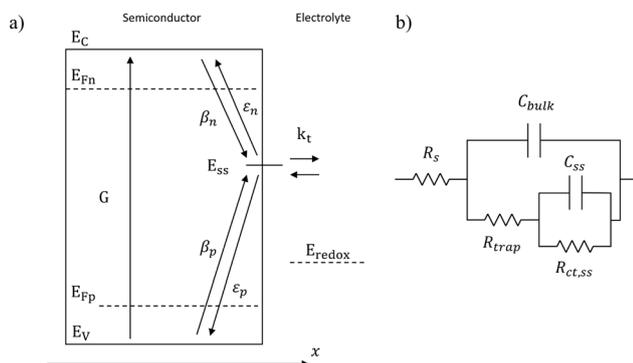 a)
Semiconductor
Electrolyte
b)
E_C
E_Fn
β_n
ε_n
k_t
E_ss
G
β_p
ε_p
E_redox
E_Fp
E_V
x
C_bulk
R_s
C_ss
R_trap
R_ct,ss